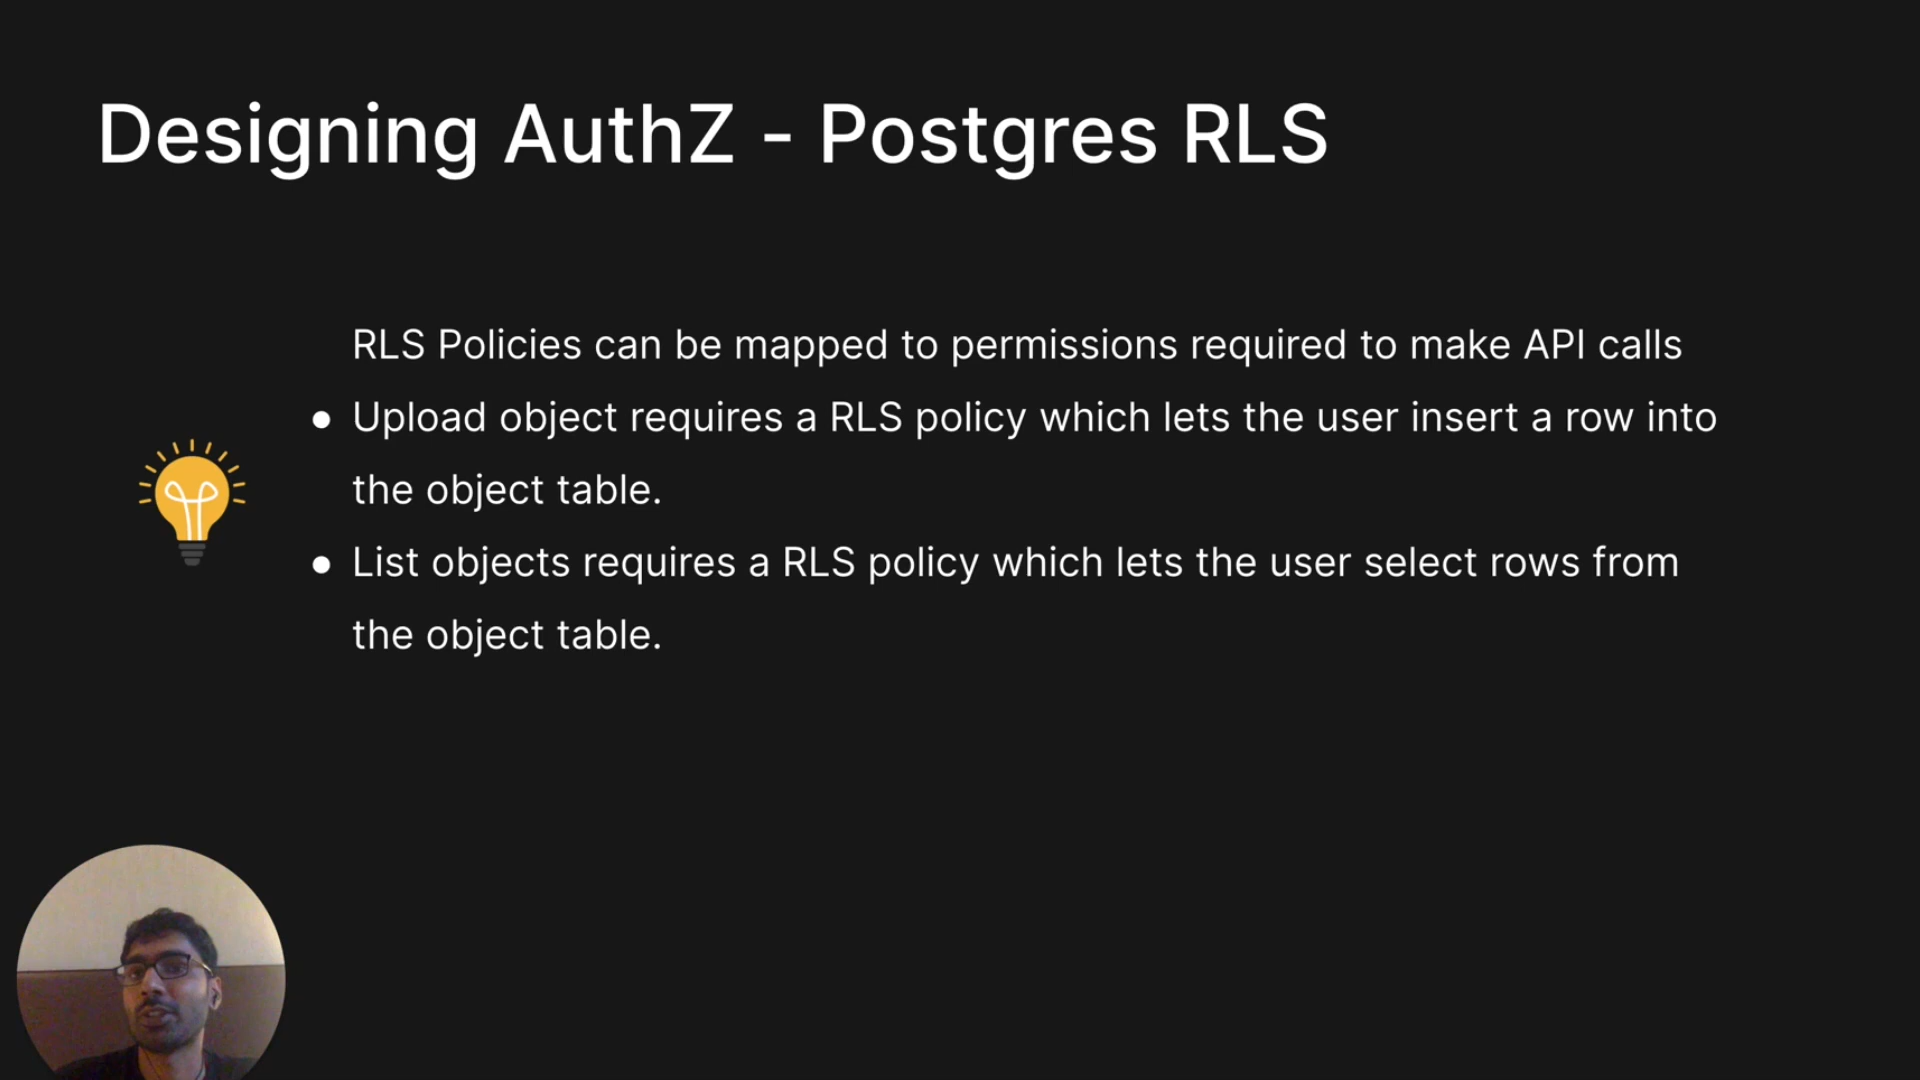 Designing AuthZ - Postgres RLS
RLS Policies can be mapped to permissions required to make API calls
● Upload object requires a RLS policy which lets the user insert a row into
the object table.
● List objects requires a RLS policy which lets the user select rows from
the object table.